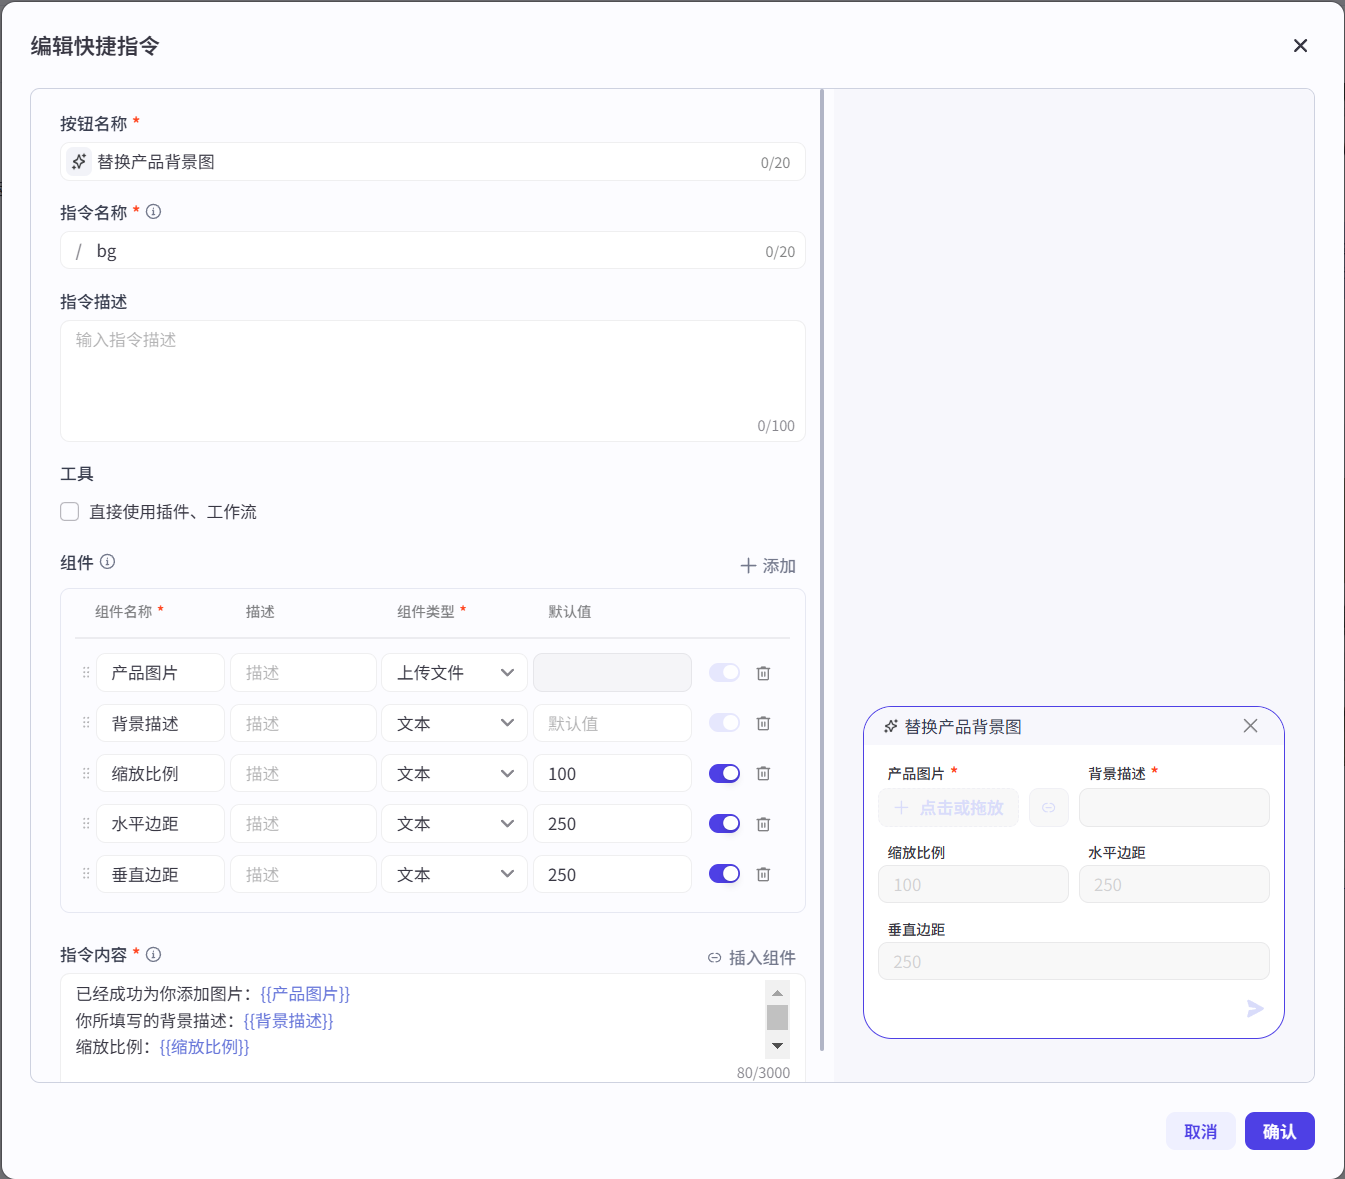 编辑快捷指令
按钮名称 *
替换产品背景图 0/20
指令名称 *
/ bg 0/20
指令描述
输入指令描述
0/100
工具
直接使用插件、工作流
组件
添加
组件名称 * 描述 组件类型 * 默认值
产品图片 描述 上传文件
背景描述 描述 文本 默认值
缩放比例 描述 文本 100
水平边距 描述 文本 250
垂直边距 描述 文本 250
指令内容 *
插入组件
已经成功为你添加图片：{{产品图片}}
你所填写的背景描述：{{背景描述}}
缩放比例：{{缩放比例}}
80/3000
替换产品背景图
产品图片 * 背景描述 *
点击或拖放
缩放比例 水平边距
100 250
垂直边距
250
取消 确认